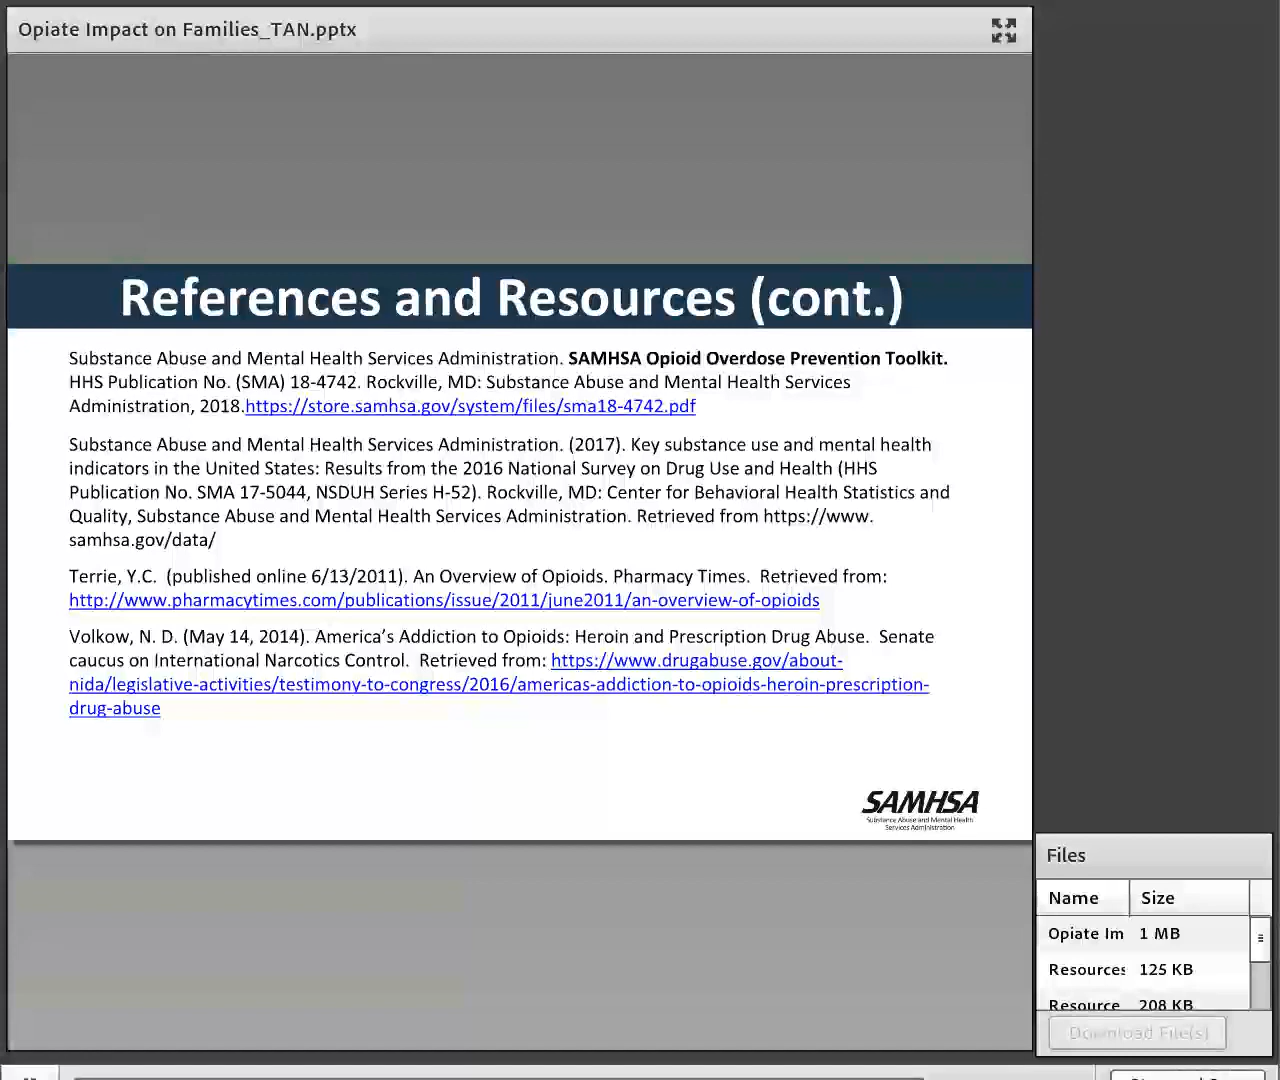 Opiate Impact on Families_TAN.pptx
References and Resources (cont.)
Substance Abuse and Mental Health Services Administration. SAMHSA Opioid Overdose Prevention Toolkit.
HHS Publication No. (SMA) 18-4742. Rockville, MD: Substance Abuse and Mental Health Services
Administration, 2018.https://store.samhsa.gov/system/files/sma18-4742.pdf
Substance Abuse and Mental Health Services Administration. (2017). Key substance use and mental health
indicators in the United States: Results from the 2016 National Survey on Drug Use and Health (HHS
Publication No. SMA 17-5044, NSDUH Series H-52). Rockville, MD: Center for Behavioral Health Statistics and
Quality, Substance Abuse and Mental Health Services Administration. Retrieved from https://www.
samhsa.gov/data/
Terrie, Y.C.  (published online 6/13/2011). An Overview of Opioids. Pharmacy Times.  Retrieved from:
http://www.pharmacytimes.com/publications/issue/2011/june2011/an-overview-of-opioids
Volkow, N. D. (May 14, 2014). America’s Addiction to Opioids: Heroin and Prescription Drug Abuse.  Senate
caucus on International Narcotics Control.  Retrieved from: https://www.drugabuse.gov/about-
nida/legislative-activities/testimony-to-congress/2016/americas-addiction-to-opioids-heroin-prescription-
drug-abuse
SAMHSA
Substance Abuse and Mental Health
Services Administration
Files
Name Size
Opiate Im 1 MB
Resources 125 KB
Resource 208 KB
Download File(s)